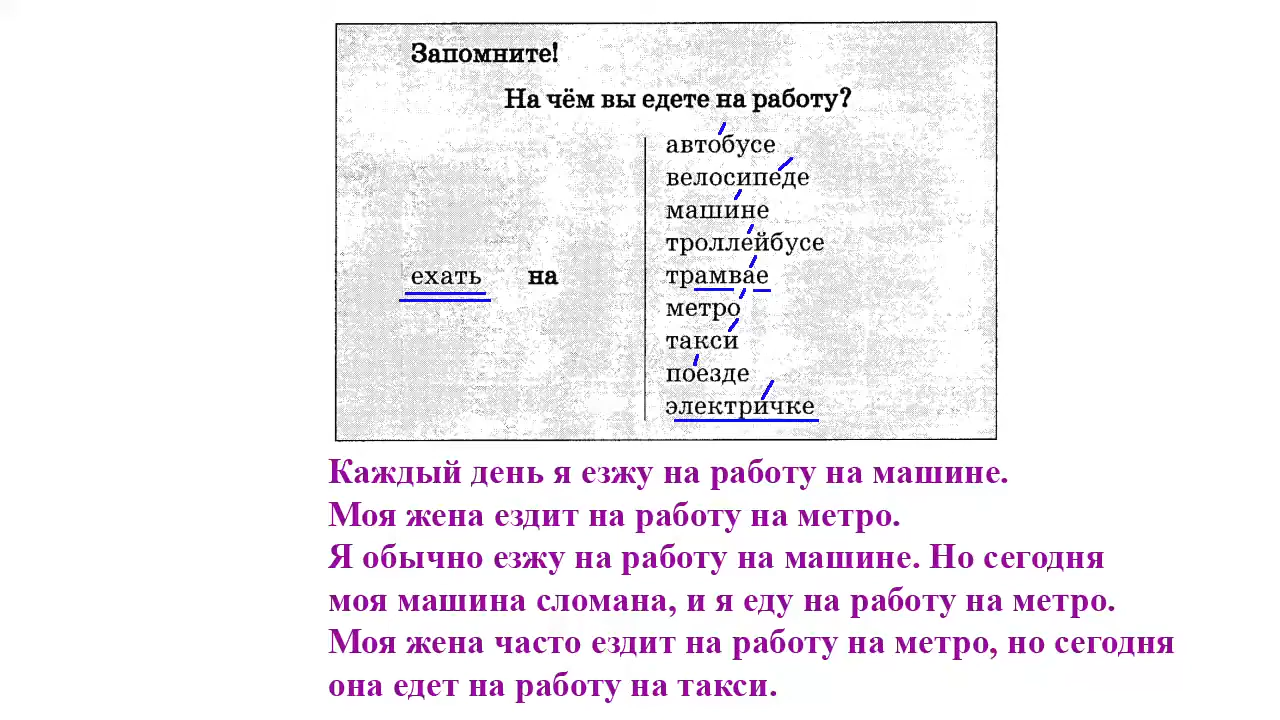 Запомните!
На чём вы едете на работу?
автобусе
велосипеде
машине
троллейбусе
ехать на трамвае
метро
такси
поезде
электричке
Каждый день я езжу на работу на машине.
Моя жена ездит на работу на метро.
Я обычно езжу на работу на машине. Но сегодня
моя машина сломана, и я еду на работу на метро.
Моя жена часто ездит на работу на метро, но сегодня
она едет на работу на такси.